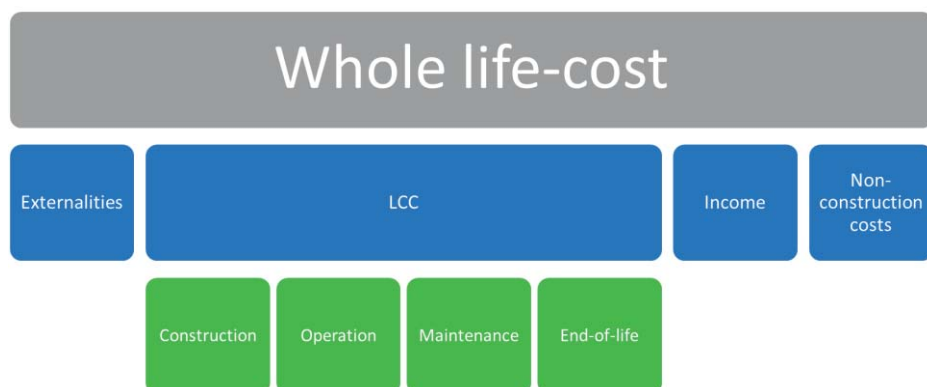 Whole life-cost
Externalities
LCC
Income
Non-
construction
costs
Construction
Operation
Maintenance
End-of-life